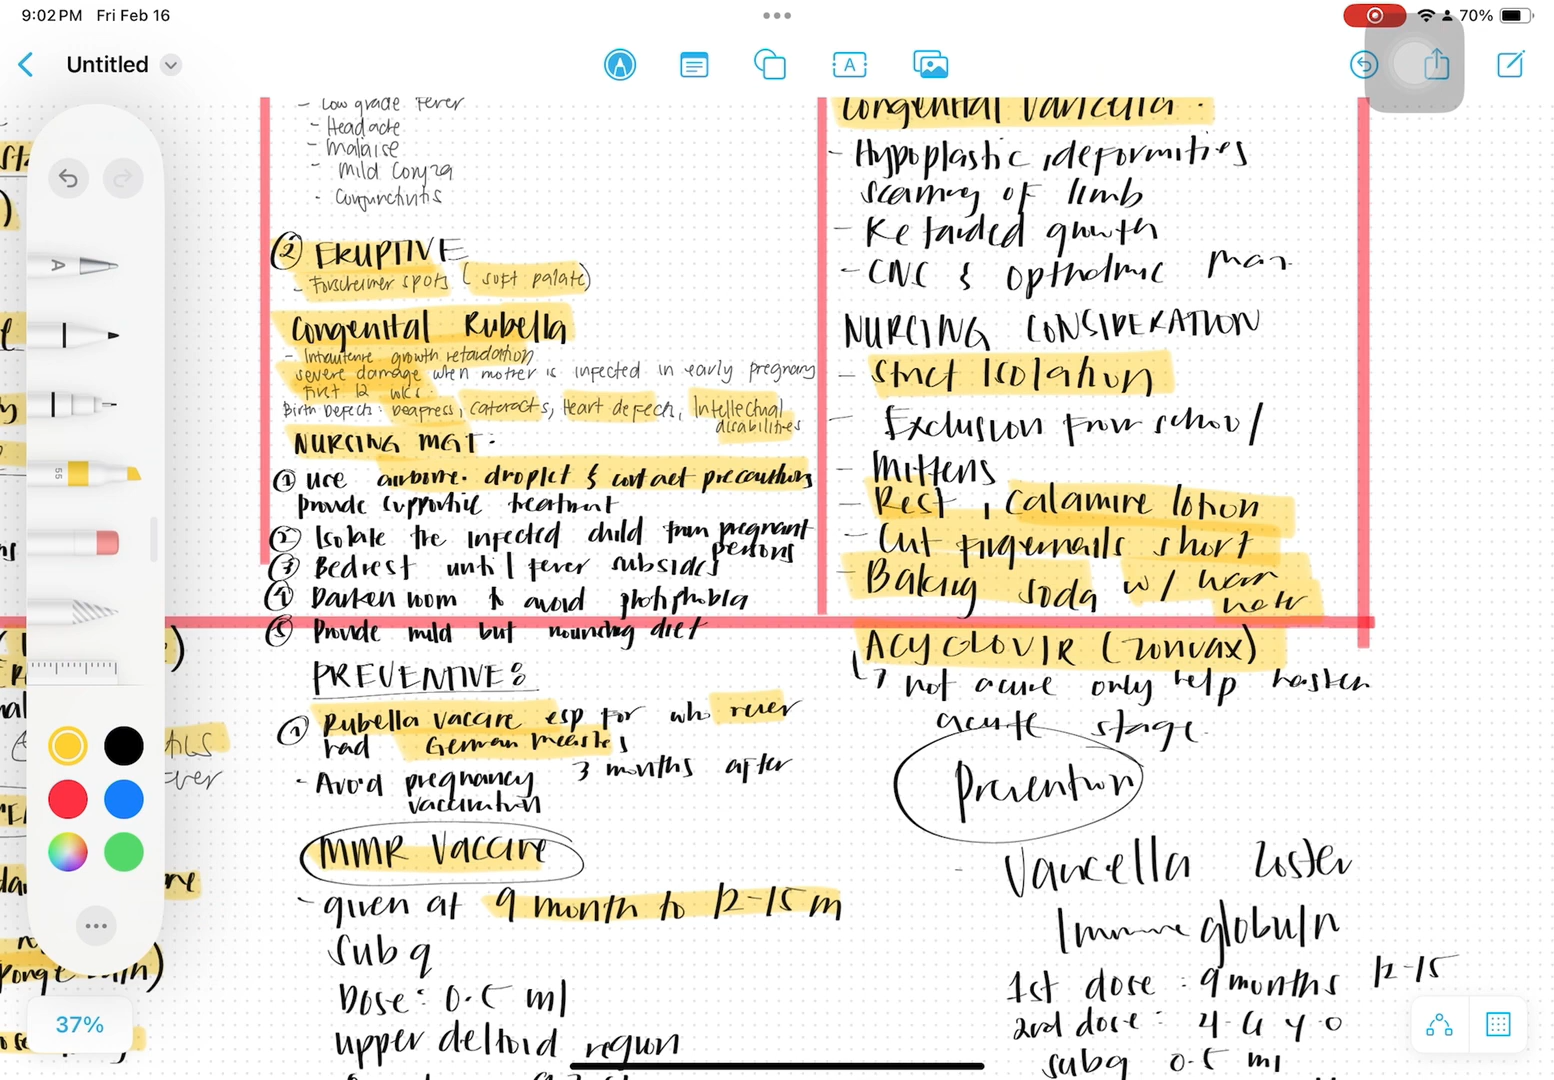 9:02 PM Fri Feb 16
70%
Untitled
- Low grade Fever
- Headache
- Malaise
- Mild Coryza
- Conjunctivitis
② ERUPTIVE
- Forscheimer spots (soft palate)
Congenital Rubella
- Intrauterine growth retardation
severe damage when mother is infected in early pregnancy
First 12 wks.
Birth Defect: Deafness, cataracts, Heart defech, Intellectual
disabilities
NURSING MGT:
① Use airborne. droplet & contact precautions
provide supportive treatment
② Isolate the infected child from pregnant
persons
③ Bedrest until fever subsides
④ Darken room to avoid photophobia
⑤ Provide mild but nourishing diet
PREVENTIVE:
① Rubella vaccine esp for who never
had German measles
- Avoid pregnancy 3 months after
vaccination
MMR Vaccine
- given at 9 month to 12-15 m
Sub q
Dose: 0.5 ml
upper deltoid region
Congenital Varicella:
- Hypoplastic, deformities
scarring of limb
- Retarded growth
- CNC & opthalmic man
NURSING CONSIDERATION
- Strict Isolation
- Exclusion from school
- Mittens
- Rest, Calamine lotion
- Cut fingernails short
- Baking soda w/ warm
ACYCLOVIR (Zonvax)
↳ not acure only help hasten
acute stage.
Prevention
- Varicella Zoster
Immune globuln
1st dose: 9 months 12-15
2nd dose: 4-6 y.o
subq 0.5 ml
A
55
37%